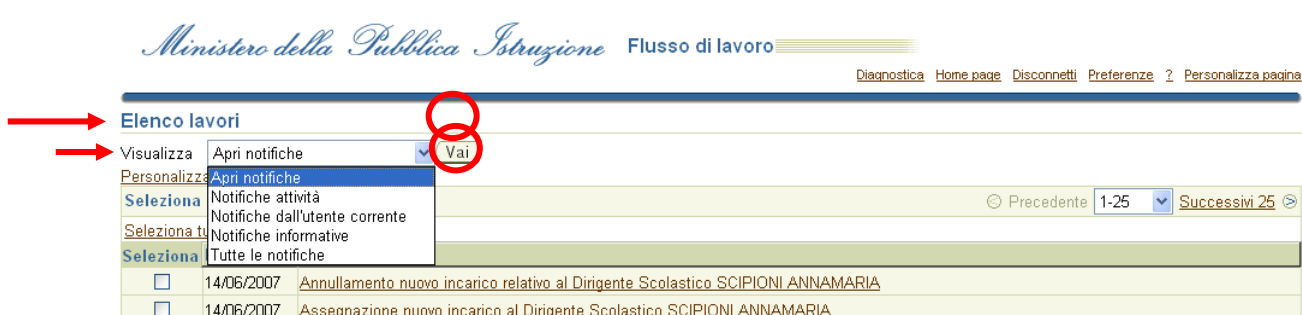 Ministero della Pubblica Istruzione Flusso di lavoro
Diagnostica Home page Disconnetti Preferenze ? Personalizza pagina
Elenco lavori
Visualizza Apri notifiche Vai
Personalizza
Apri notifiche
Notifiche attività
Notifiche dall'utente corrente
Notifiche informative
Tutte le notifiche
Seleziona Precedente 1-25 Successivi 25
Seleziona
Seleziona
14/06/2007 Annullamento nuovo incarico relativo al Dirigente Scolastico SCIPIONI ANNAMARIA
14/06/2007 Assegnazione nuovo incarico al Dirigente Scolastico SCIPIONI ANNAMARIA